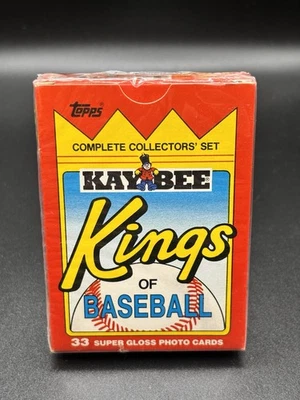 Topps
COMPLETE COLLECTORS' SET
KAY BEE
Kings
OF
BASEBALL
33 SUPER GLOSS PHOTO CARDS